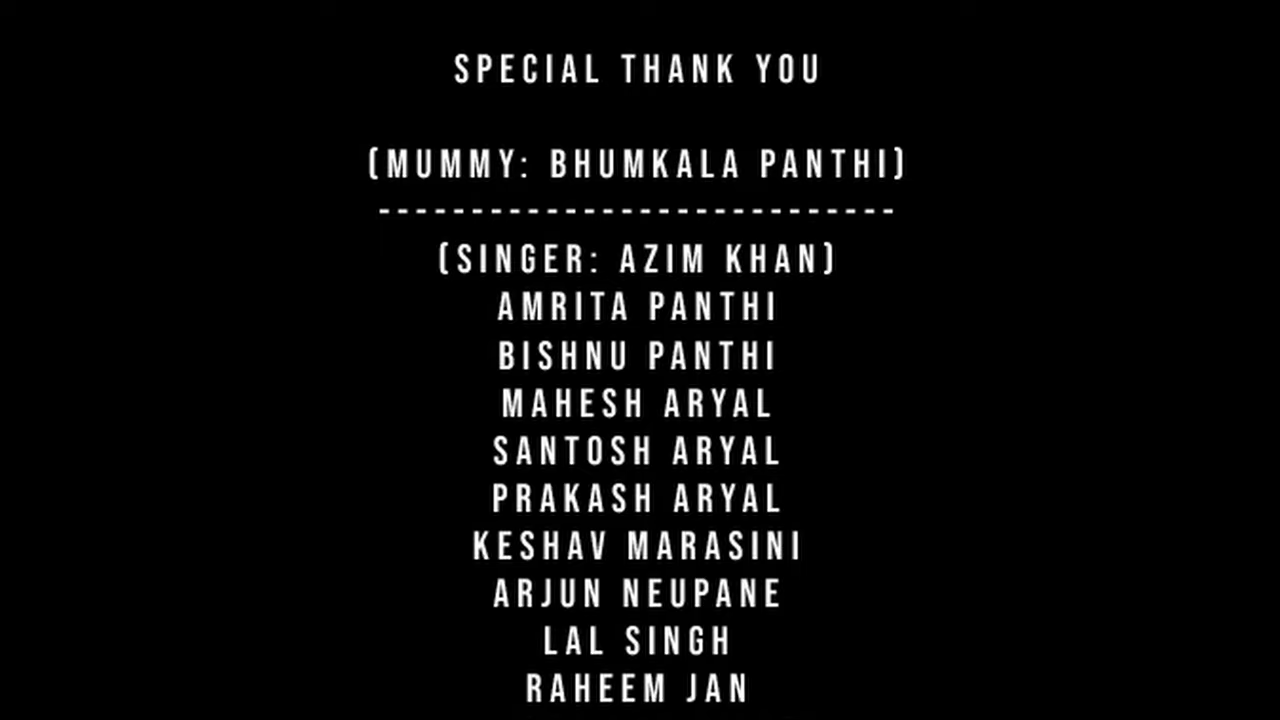 SPECIAL THANK YOU
(MUMMY: BHUMKALA PANTHI)
----------------------------
(SINGER: AZIM KHAN)
AMRITA PANTHI
BISHNU PANTHI
MAHESH ARYAL
SANTOSH ARYAL
PRAKASH ARYAL
KESHAV MARASINI
ARJUN NEUPANE
LAL SINGH
RAHEEM JAN